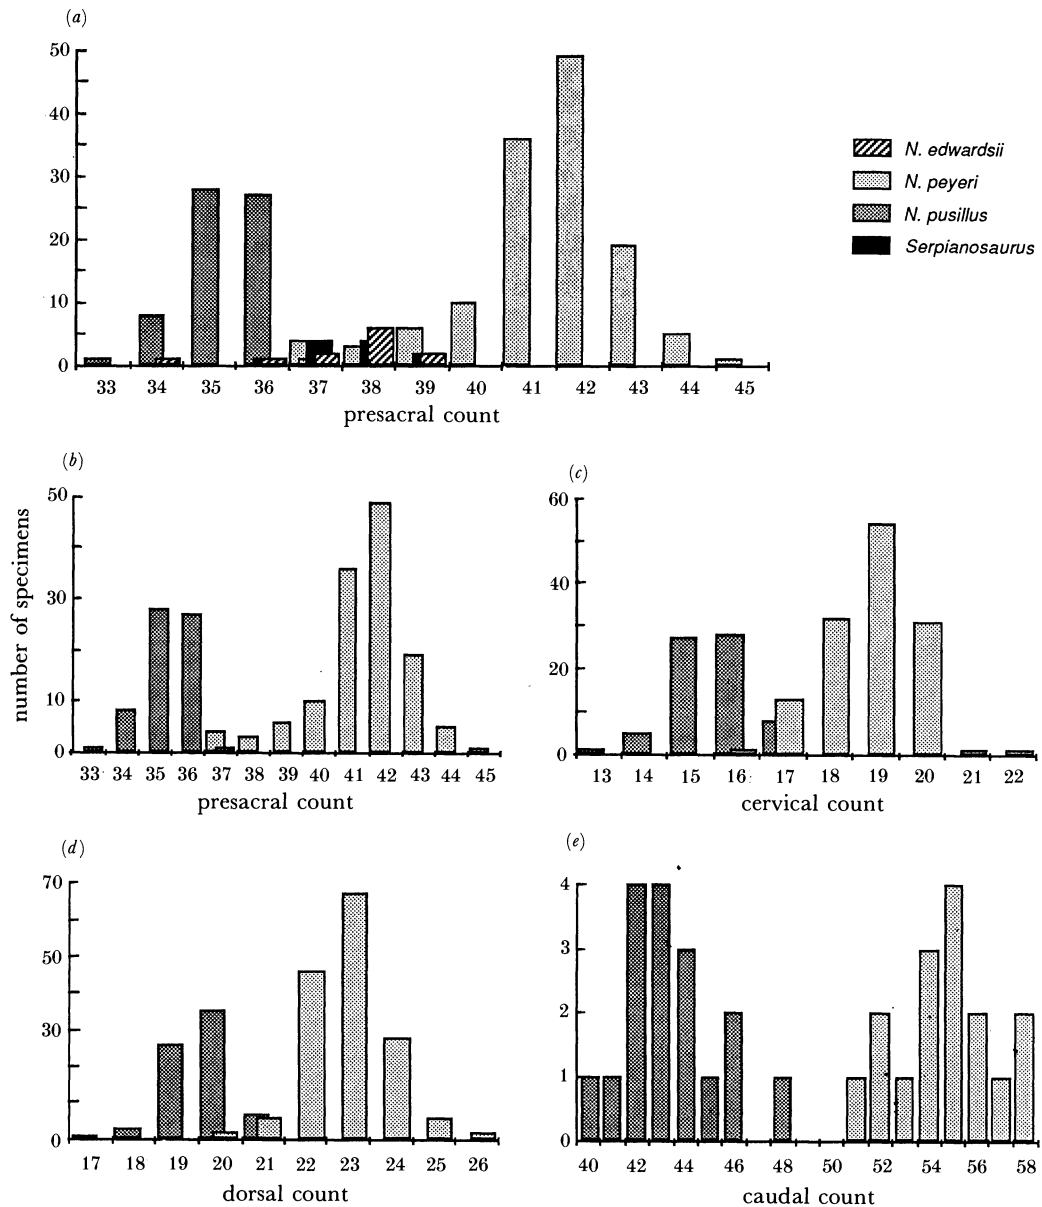 (a)
50
40
30
20
10
0
33 34 35 36 37 38 39 40 41 42 43 44 45
presacral count
N. edwardsii
N. peyeri
N. pusillus
Serpianosaurus
(b)
50
30
10
0
33 34 35 36 37 38 39 40 41 42 43 44 45
presacral count
number of specimens
(c)
60
40
20
0
13 14 15 16 17 18 19 20 21 22
cervical count
(d)
70
50
30
0
17 18 19 20 21 22 23 24 25 26
dorsal count
(e)
4
3
2
1
0
40 42 44 46 48 50 52 54 56 58
caudal count